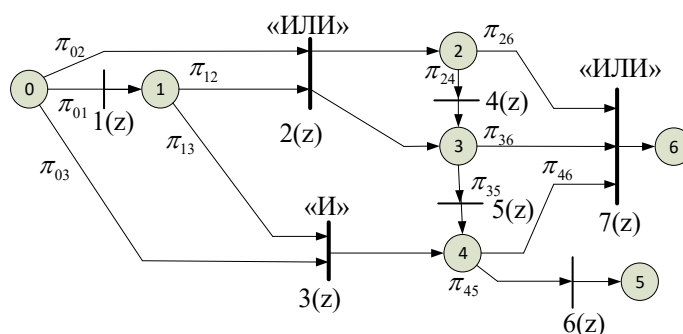 «ИЛИ»
π02
2
π26
π24
«ИЛИ»
0
π01
1
π12
1(z)
4(z)
2(z)
π13
3
π36
6
π03
π35
π46
5(z)
7(z)
«И»
4
3(z)
π45
5
6(z)